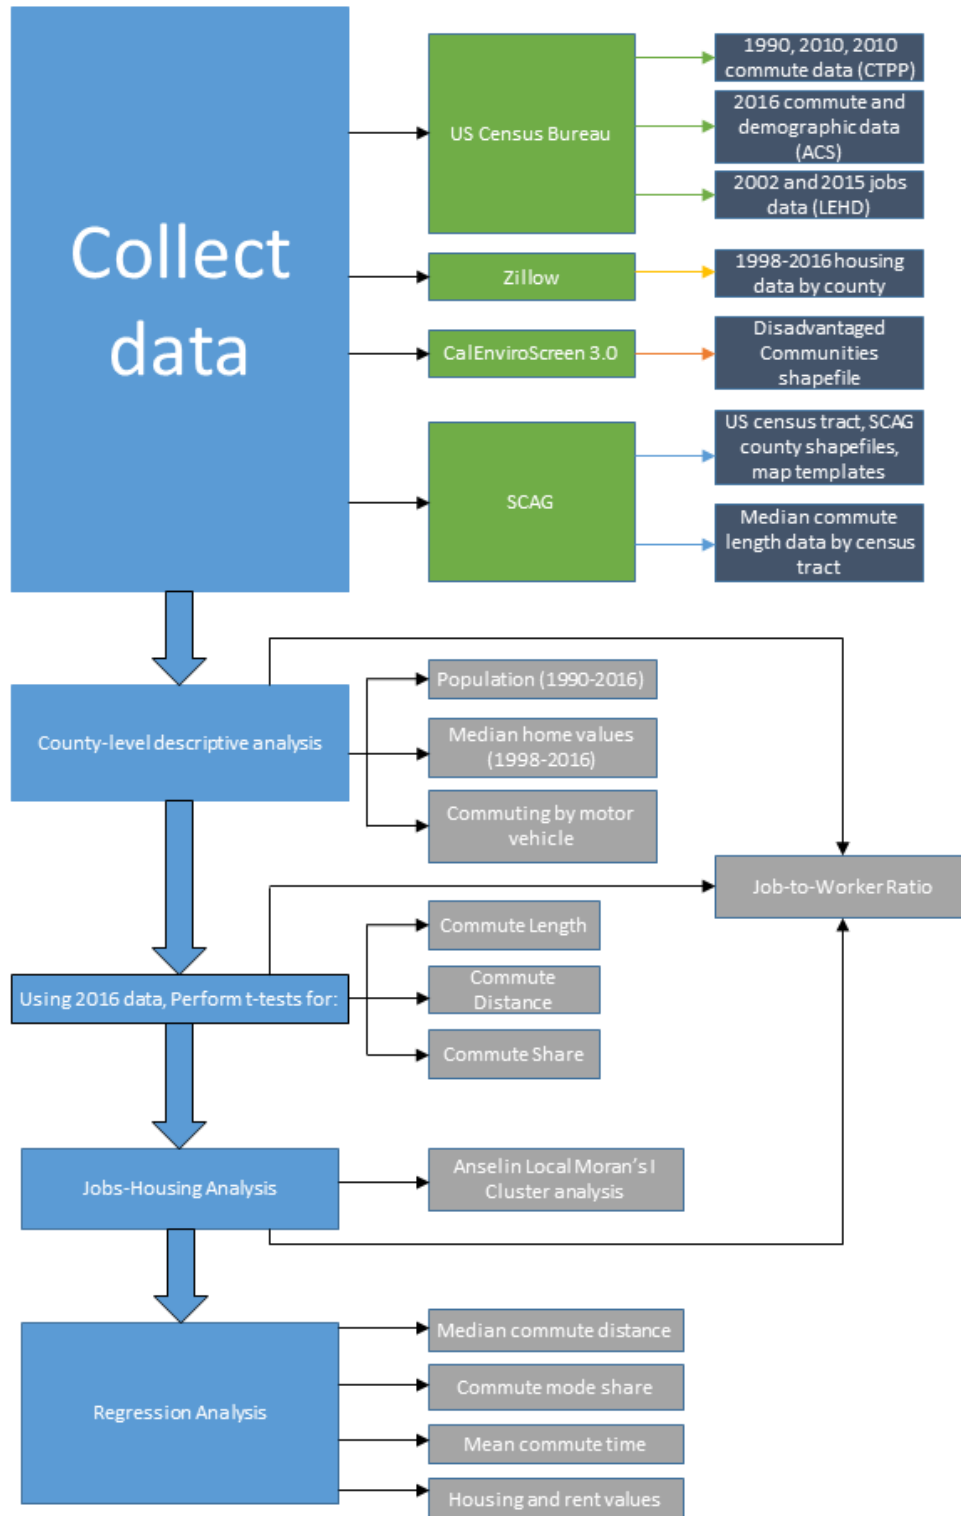 Collect
data
US Census Bureau
1990, 2010, 2010
commute data (CTPP)
2016 commute and
demographic data
(ACS)
2002 and 2015 jobs
data (LEHD)
Zillow
1998-2016 housing
data by county
CalEnviroScreen 3.0
Disadvantaged
Communities
shapefile
SCAG
US census tract, SCAG
county shapefiles,
map templates
Median commute
length data by census
tract
County-level descriptive analysis
Population (1990-2016)
Median home values
(1998-2016)
Commuting by motor
vehicle
Job-to-Worker Ratio
Using 2016 data, Perform t-tests for:
Commute Length
Commute
Distance
Commute Share
Jobs-Housing Analysis
Anselin Local Moran's I
Cluster analysis
Regression Analysis
Median commute distance
Commute mode share
Mean commute time
Housing and rent values